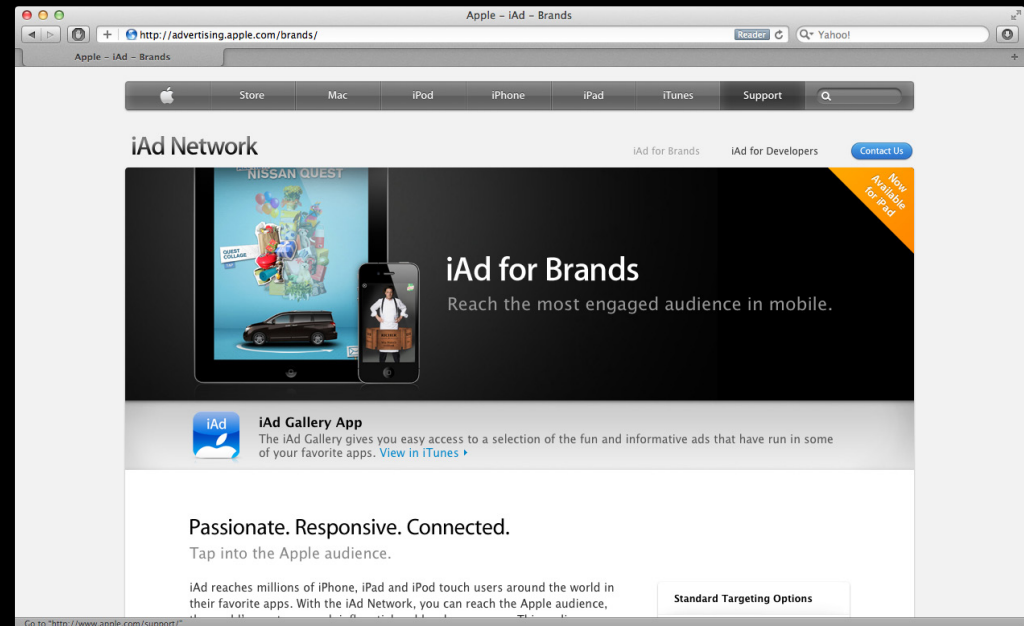 Apple – iAd – Brands
http://advertising.apple.com/brands/
Reader
Yahoo!
Apple – iAd – Brands
Store
Mac
iPod
iPhone
iPad
iTunes
Support
iAd Network
iAd for Brands
iAd for Developers
Contact Us
Now
Available
for iPad
NISSAN QUEST
QUEST
COLLAGE
iAd for Brands
Reach the most engaged audience in mobile.
iAd
iAd Gallery App
The iAd Gallery gives you easy access to a selection of the fun and informative ads that have run in some
of your favorite apps. View in iTunes
Passionate. Responsive. Connected.
Tap into the Apple audience.
iAd reaches millions of iPhone, iPad and iPod touch users around the world in
their favorite apps. With the iAd Network, you can reach the Apple audience,
Standard Targeting Options
Go to "http://www.apple.com/support/"